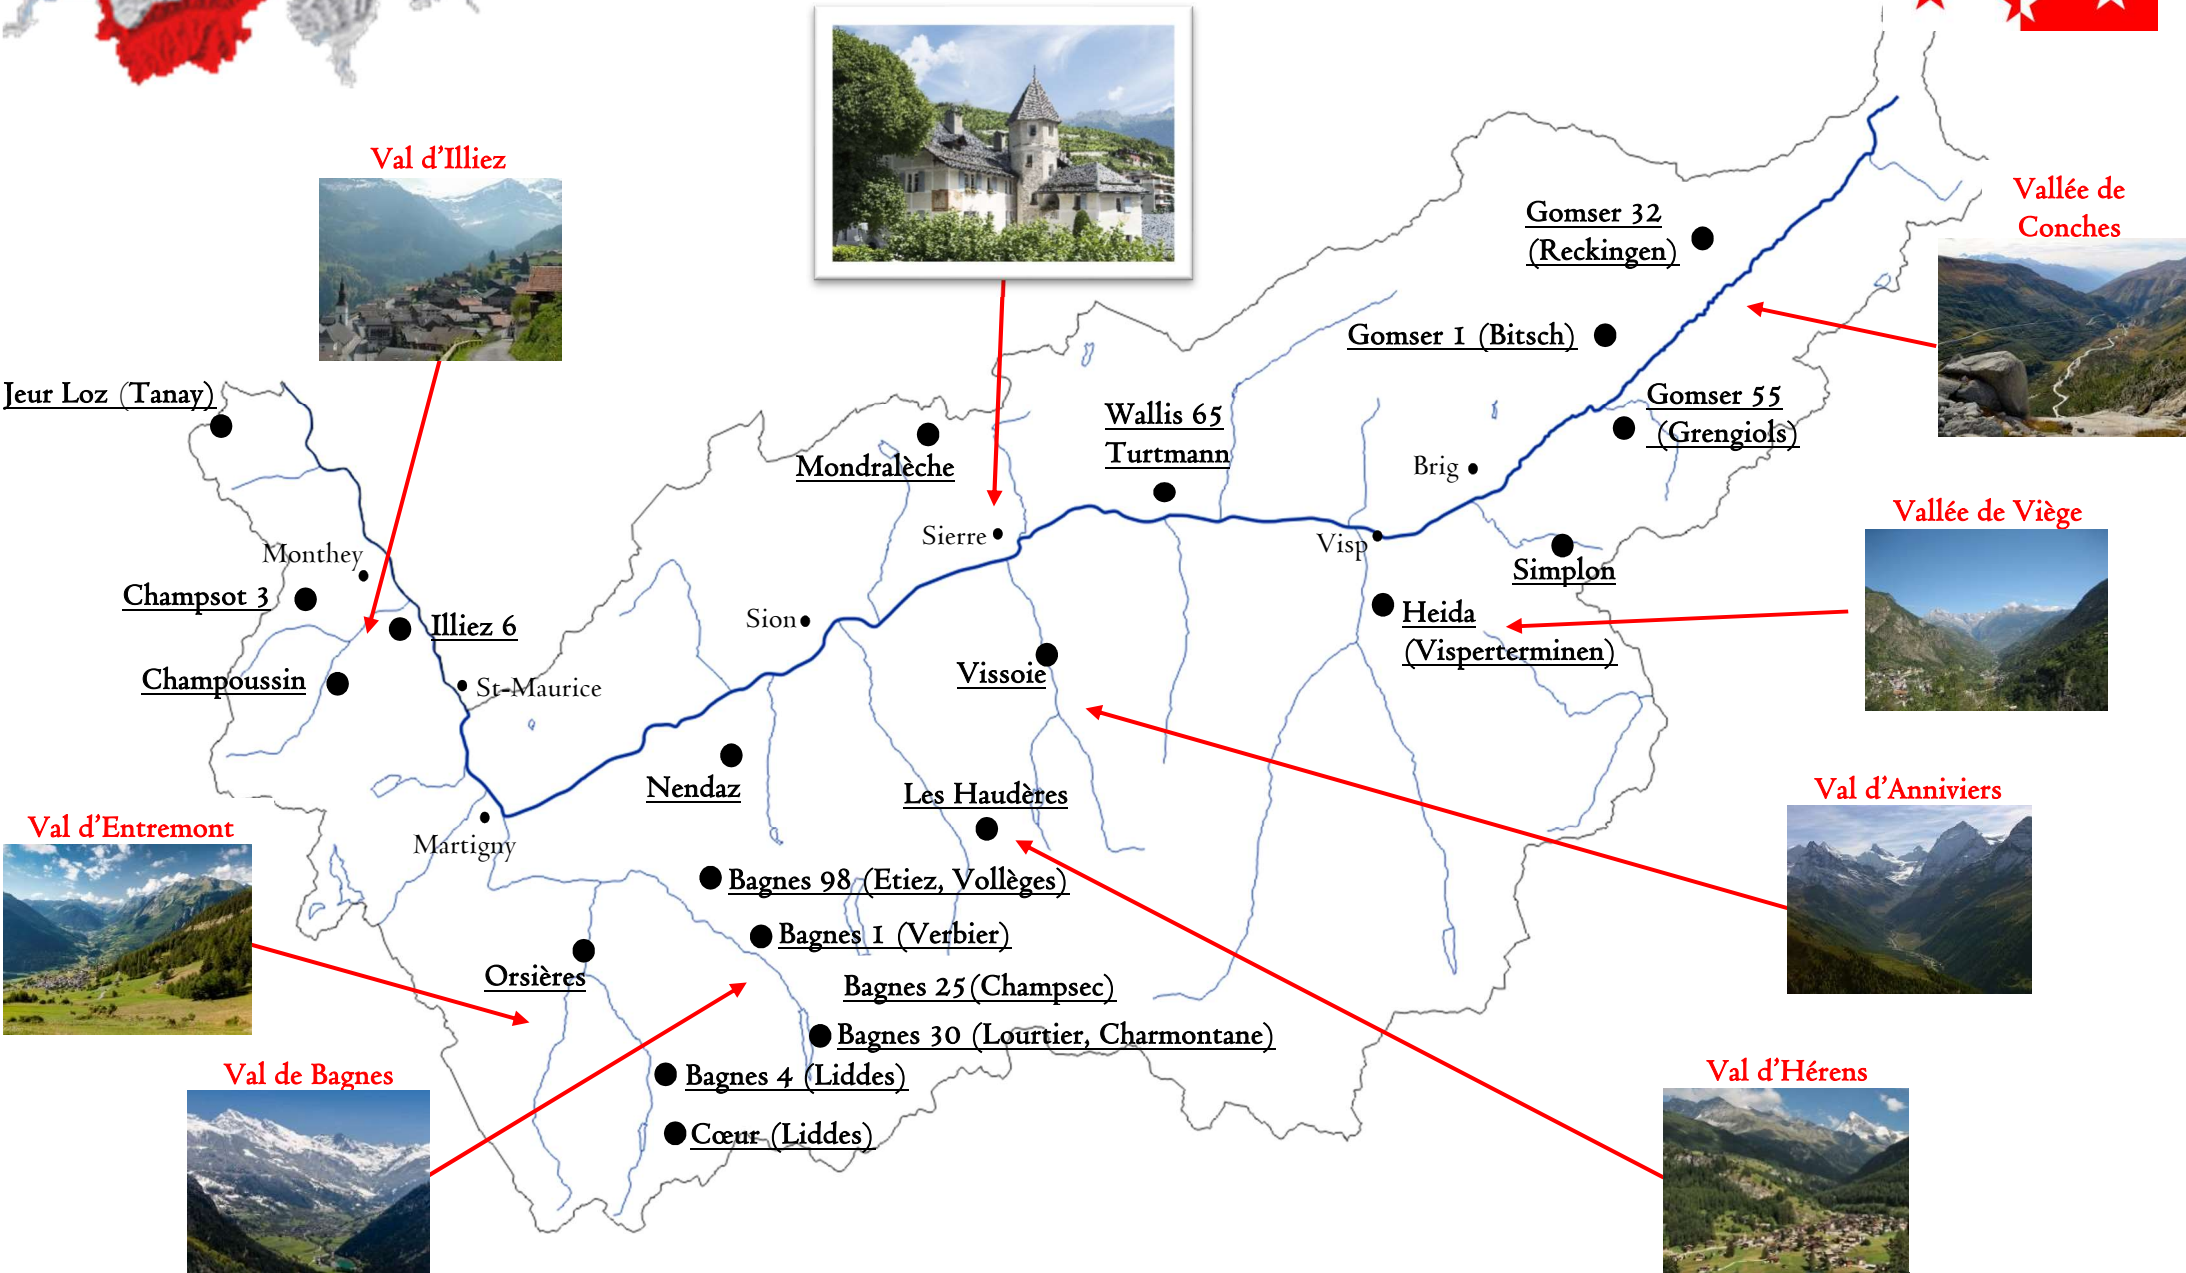 Val d'Illiez
Vallée de
Conches
Gomser 32
(Reckingen)
Gomser 1 (Bitsch)
Jeur Loz (Tanay)
Gomser 55
(Grengiols)
Wallis 65
Turtmann
Mondralèche
Brig
Vallée de Viège
Sierre
Visp
Monthey
Simplon
Champsot 3
Heida
(Visperterminen)
Sion
Illiez 6
Vissoie
Champoussin
St-Maurice
Nendaz
Les Haudères
Val d'Anniviers
Val d'Entremont
Martigny
Bagnes 98 (Etiez, Vollèges)
Bagnes 1 (Verbier)
Orsières
Bagnes 25(Champsec)
Bagnes 30 (Lourtier, Charmontane)
Val de Bagnes
Bagnes 4 (Liddes)
Val d'Hérens
Cœur (Liddes)